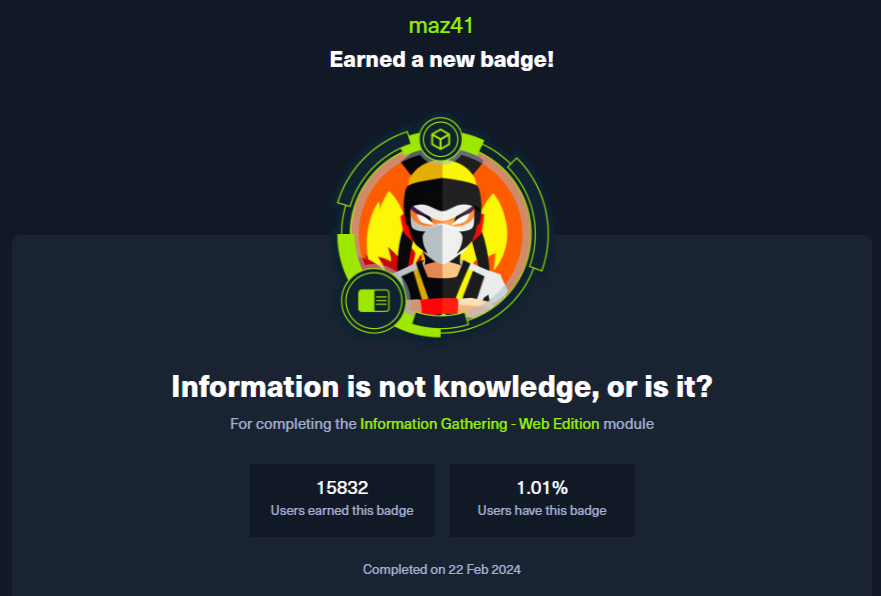 maz41
Earned a new badge!
Information is not knowledge, or is it?
For completing the Information Gathering - Web Edition module
15832
Users earned this badge
1.01%
Users have this badge
Completed on 22 Feb 2024